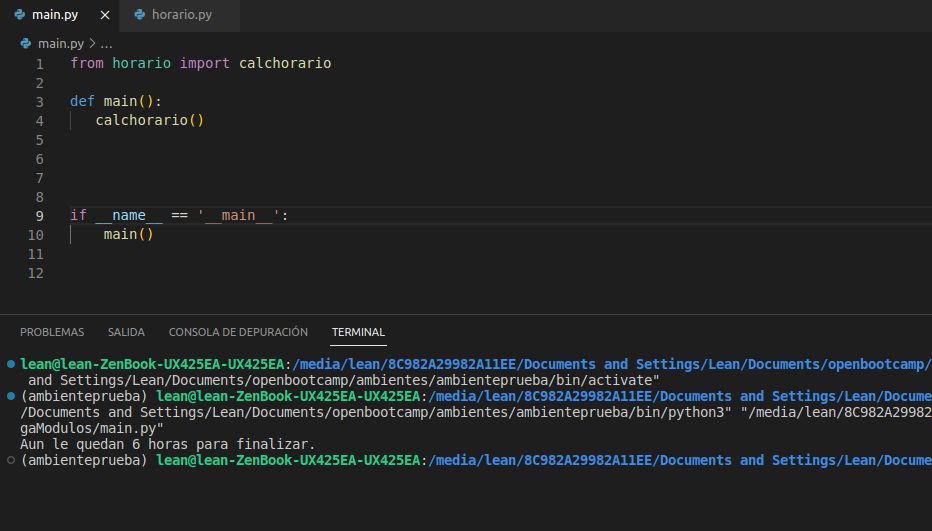 main.py × horario.py
main.py > ...
1 from horario import calchorario
2
3 def main():
4 calchorario()
5
6
7
8
9 if __name__ == '__main__':
10 main()
11
12
PROBLEMAS SALIDA CONSOLA DE DEPURACIÓN TERMINAL
lean@lean-ZenBook-UX425EA-UX425EA:/media/lean/8C982A29982A11EE/Documents and Settings/Lean/Documents/openbootcamp/
and Settings/Lean/Documents/openbootcamp/ambientes/ambienteprueba/bin/activate"
(ambienteprueba) lean@lean-ZenBook-UX425EA-UX425EA:/media/lean/8C982A29982A11EE/Documents and Settings/Lean/Docume
/Documents and Settings/Lean/Documents/openbootcamp/ambientes/ambienteprueba/bin/python3" "/media/lean/8C982A29982
gaModulos/main.py"
Aun le quedan 6 horas para finalizar.
(ambienteprueba) lean@lean-ZenBook-UX425EA-UX425EA:/media/lean/8C982A29982A11EE/Documents and Settings/Lean/Docume